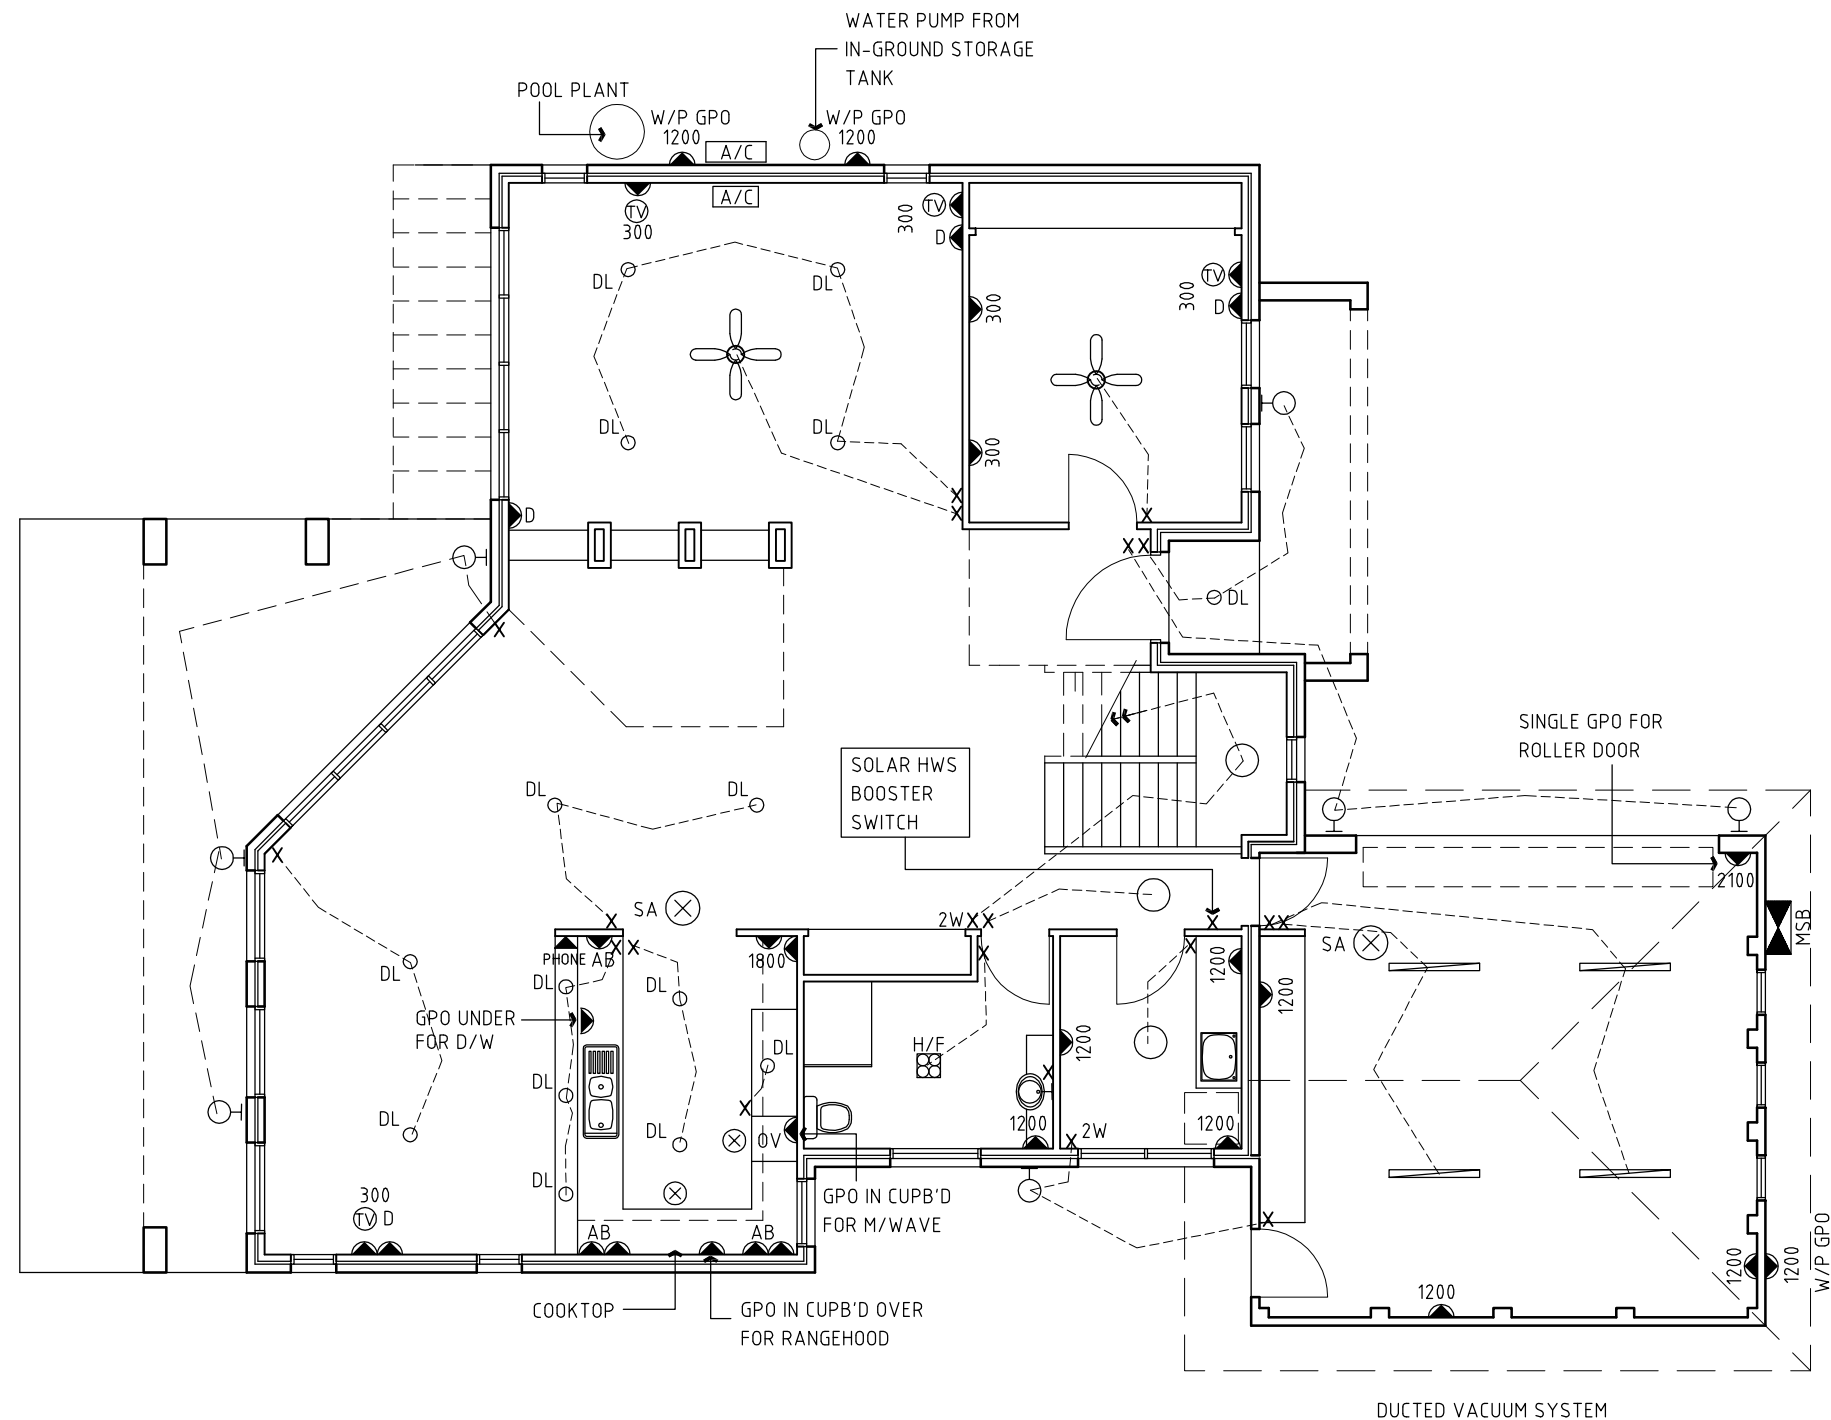 WATER PUMP FROM
IN-GROUND STORAGE
TANK
POOL PLANT
W/P GPO
1200
A/C
W/P GPO
1200
TV
300
A/C
TV
300
D
DL
DL
TV
300
D
300
DL
DL
300
D
DL
SINGLE GPO FOR
ROLLER DOOR
SOLAR HWS
BOOSTER
SWITCH
DL
DL
2100
SA
2W
MSB
SA
PHONE
AB
1800
1200
1200
DL
DL
DL
GPO UNDER
FOR D/W
H/F
1200
DL
DL
DL
DL
OV
1200
2W
1200
DL
300
TV
D
GPO IN CUPB'D
FOR M/WAVE
AB
AB
1200
1200
W/P GPO
1200
COOKTOP
GPO IN CUPB'D OVER
FOR RANGEHOOD
DUCTED VACUUM SYSTEM